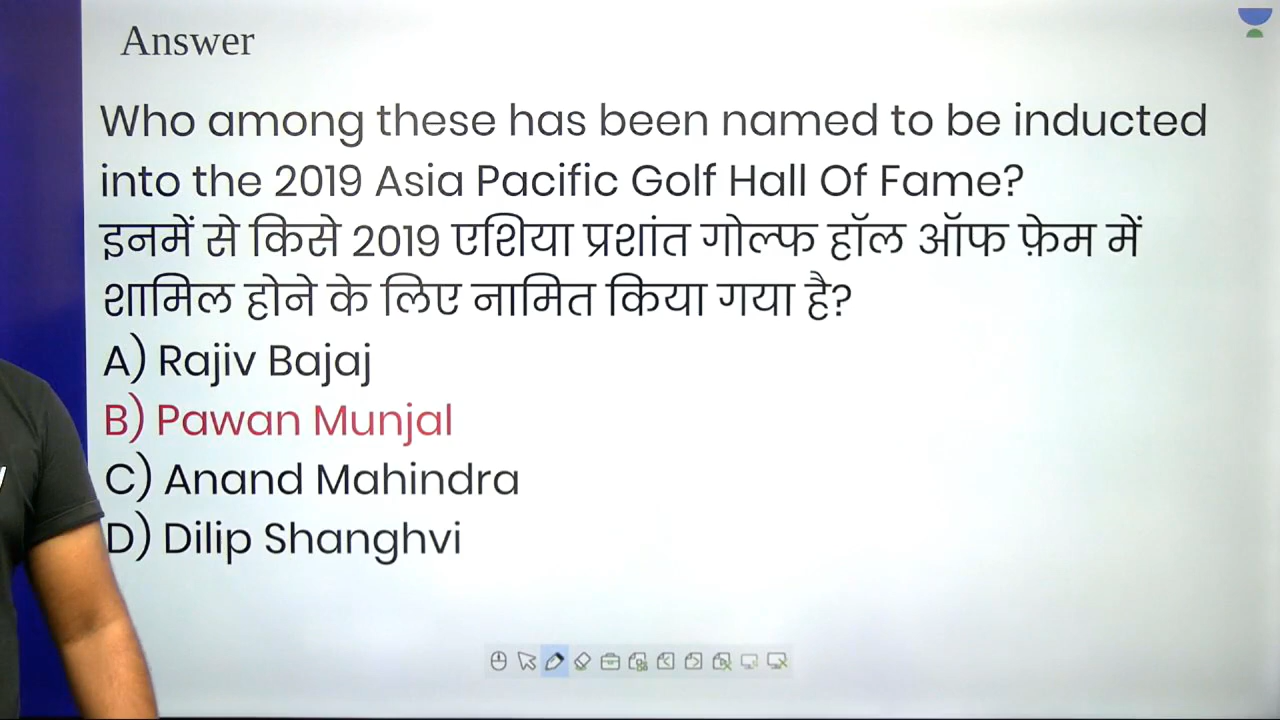 Answer
Who among these has been named to be inducted
into the 2019 Asia Pacific Golf Hall Of Fame?
इनमें से किसे 2019 एशिया प्रशांत गोल्फ हॉल ऑफ फ़ेम में
शामिल होने के लिए नामित किया गया है?
A) Rajiv Bajaj
B) Pawan Munjal
C) Anand Mahindra
D) Dilip Shanghvi